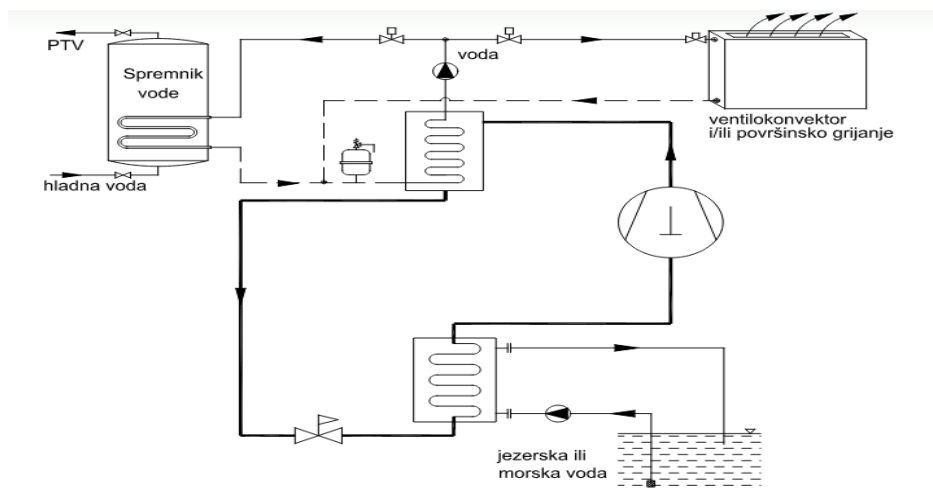 PTV
Spremnik
vode
hladna voda
voda
ventilokonvektor
i/ili površinsko grijanje
jezerska ili
morska voda